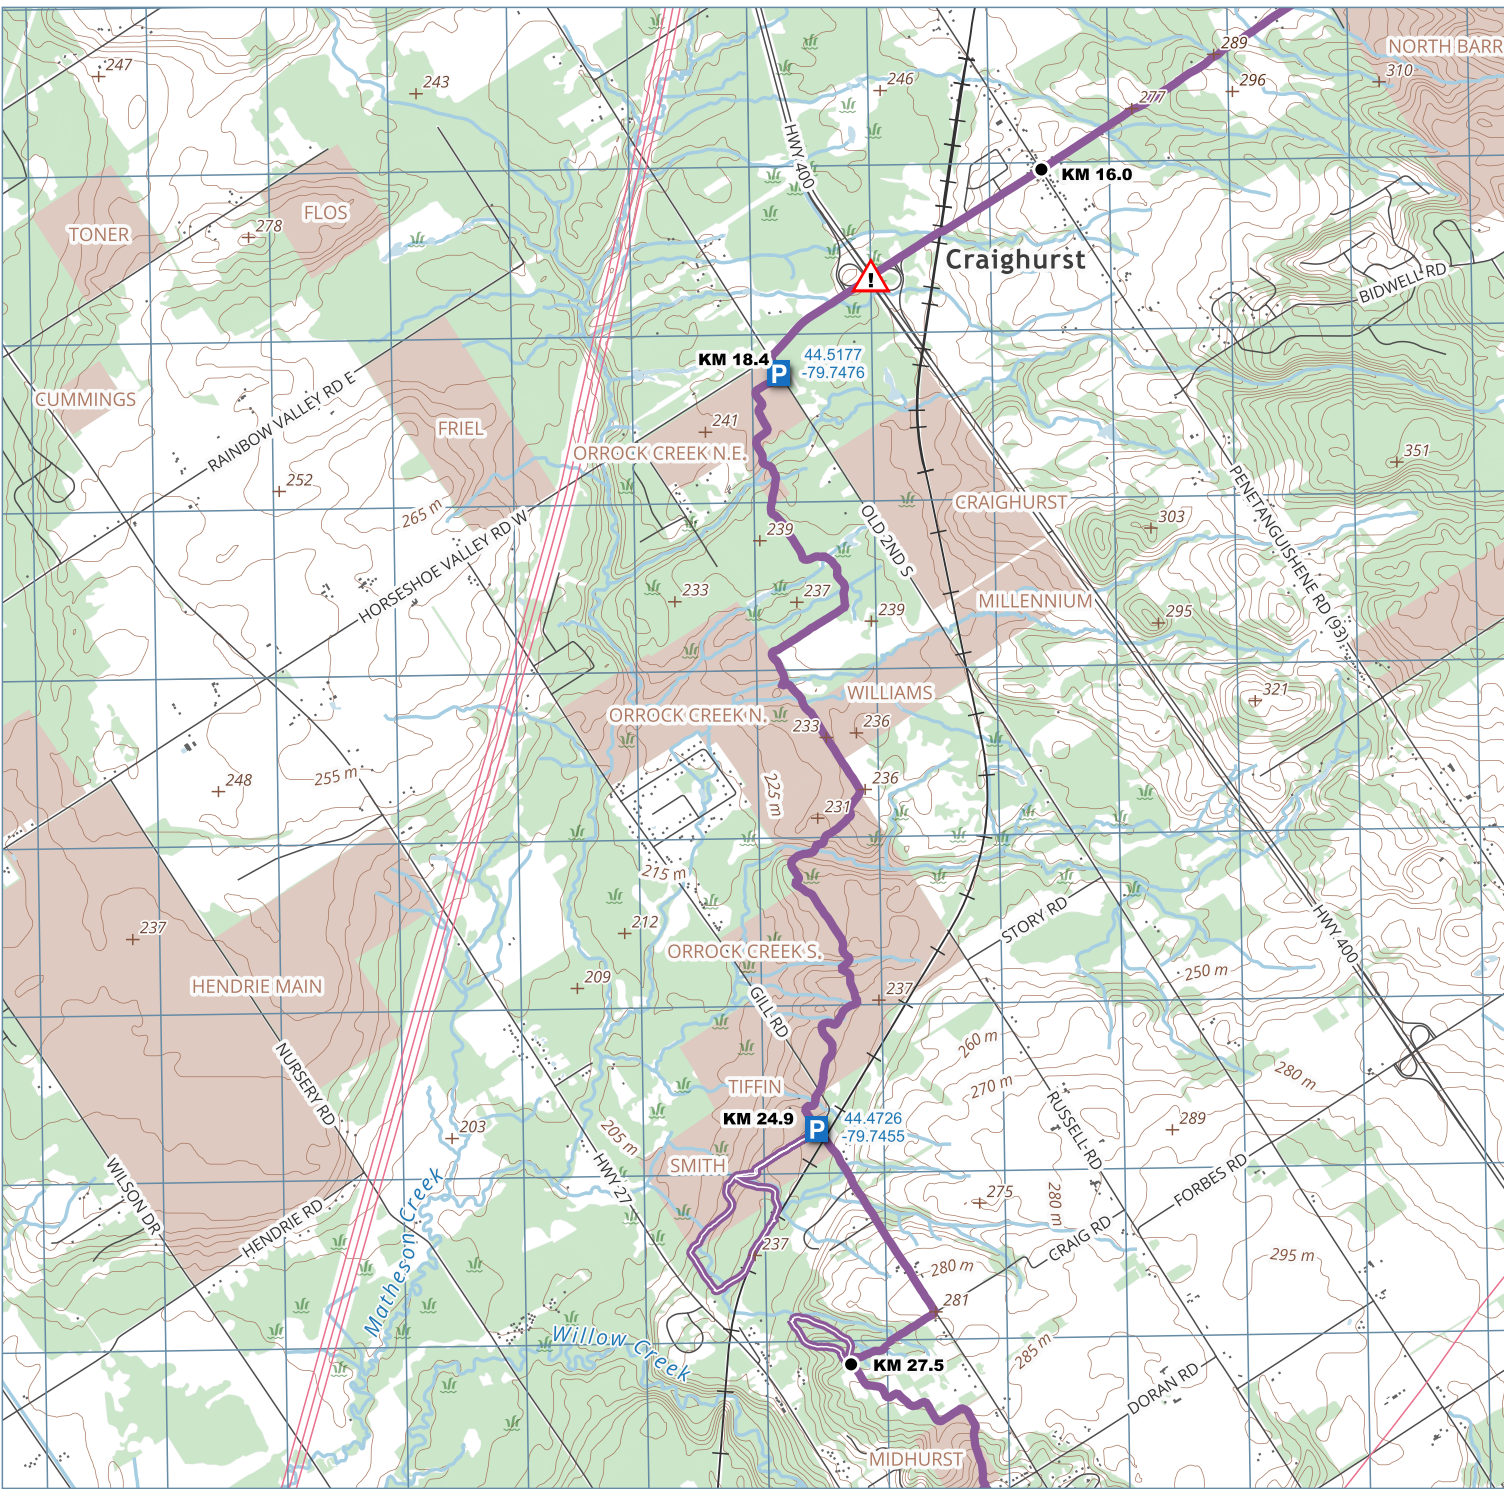 289
NORTH BARR
247
243
246
277
296
310
HWY 400
KM 16.0
TONER
FLOS
278
Craighurst
BIDWELL RD
!
KM 18.4
P
44.5177
-79.7476
CUMMINGS
RAINBOW VALLEY RD E
FRIEL
241
ORROCK CREEK N.E.
351
252
265 m
CRAIGHURST
PENETANGUISHENE RD (93)
OLD 2ND S
303
239
HORSESHOE VALLEY RD W
233
237
239
MILLENNIUM
295
WILLIAMS
321
ORROCK CREEK N.
233
236
248
255 m
225 m
236
231
215 m
237
212
STORY RD
HWY 400
ORROCK CREEK S.
250 m
HENDRIE MAIN
209
237
GILL RD
260 m
NURSERY RD
270 m
280 m
TIFFIN
KM 24.9
P
44.4726
-79.7455
RUSSELL RD
289
203
205 m
SMITH
WILSON DR
HWY 27
FORBES RD
275
280 m
HENDRIE RD
CRAIG RD
Matheson Creek
237
280 m
295 m
281
Willow Creek
285 m
KM 27.5
DORAN RD
MIDHURST